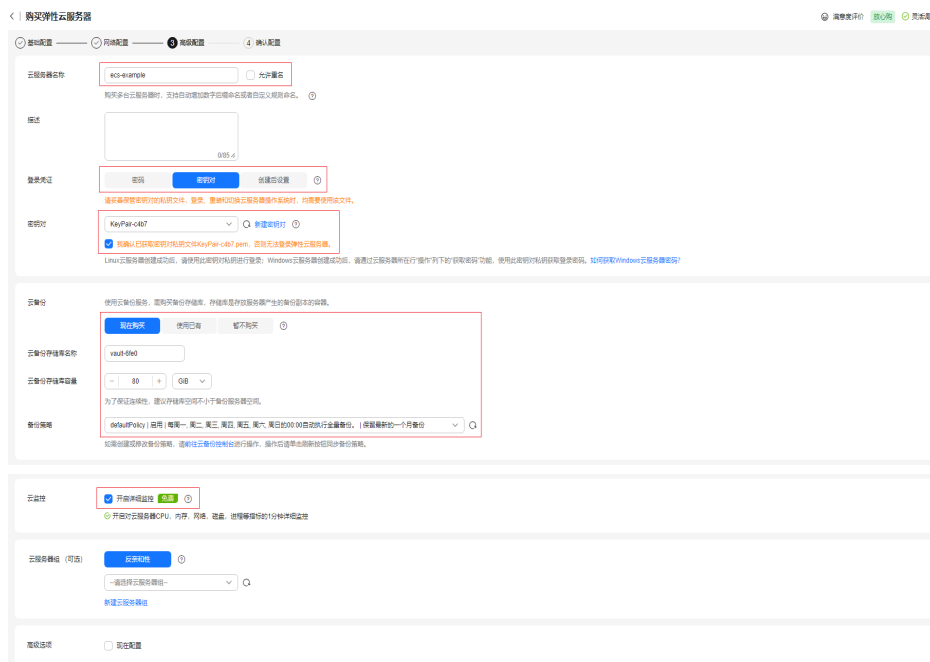 购买弹性云服务器
满意度评价 放心购
基础配置 网络配置 3 高级配置 4 确认配置
云服务器名称 ecs-example 允许重名
购买多台云服务器时，支持自动增加数字后缀命名或者自定义规则命名。
描述
0/85
登录凭证 密码 密钥对 创建后设置
请妥善保管密钥对的私钥文件，登录、重装和切换云服务器操作系统时，均需要使用该文件。
密钥对 KeyPair-c4b7 新建密钥对
我确认已获取密钥对私钥文件KeyPair-c4b7.pem，否则无法登录弹性云服务器。
Linux云服务器创建成功后，请使用此密钥对私钥进行登录；Windows云服务器创建成功后，请通过云服务器所在行“操作”列下的“获取密码”功能，使用此密钥对私钥获取登录密码。如何获取Windows云服务器密码?
云备份 使用云备份服务，需购买备份存储库，存储库是存放服务器产生的备份副本的容器。
现在购买 使用已有 暂不购买
云备份存储库名称 vault-6fe0
云备份存储库容量 − 80 + GiB
为了保证连续性，建议存储库空间不小于备份服务器空间。
备份策略 defaultPolicy | 启用 | 每周一, 周二, 周三, 周四, 周五, 周六, 周日的00:00自动执行全量备份。 | 保留最新的一个月备份
如需创建或修改备份策略，请前往云备份控制台进行操作，操作后请单击刷新按钮同步备份策略。
云监控 开启详细监控 免费
开启对云服务器CPU、内存、网络、磁盘、进程等指标的1分钟详细监控
云服务器组（可选） 反亲和性
--请选择云服务器组--
新建云服务器组
高级选项 现在配置